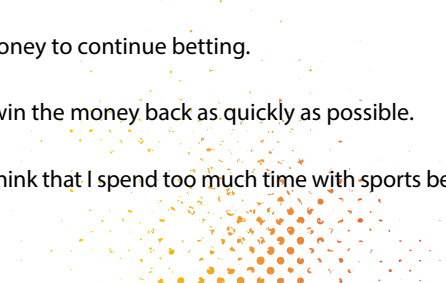 oney to continue betting.
win the money back as quickly as possible.
hink that I spend too much time with sports be